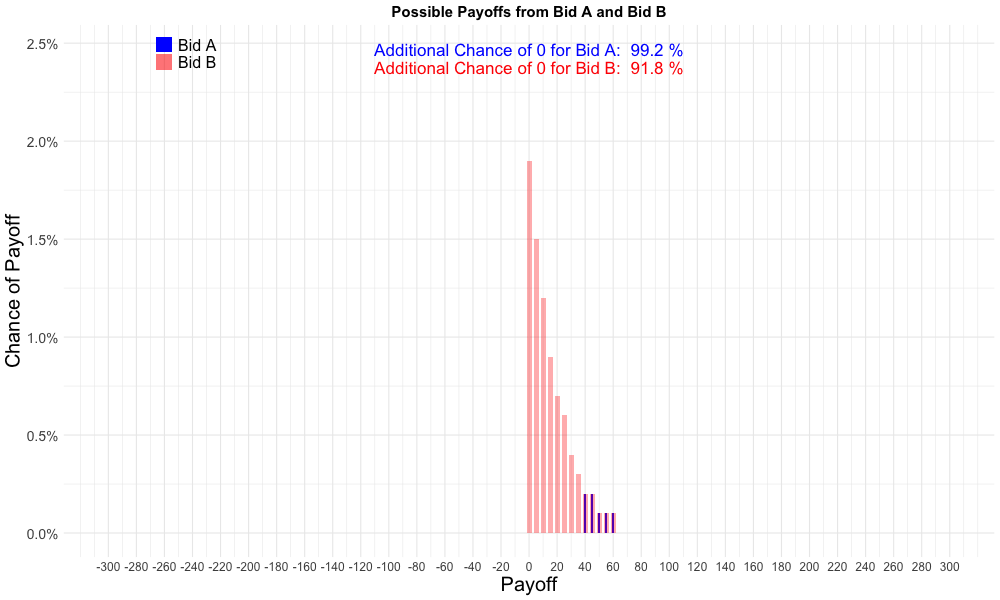 Possible Payoffs from Bid A and Bid B
Bid A
Bid B
Additional Chance of 0 for Bid A:  99.2 %
Additional Chance of 0 for Bid B:  91.8 %
Chance of Payoff
2.5%
2.0%
1.5%
1.0%
0.5%
0.0%
-300 -280 -260 -240 -220 -200 -180 -160 -140 -120 -100 -80 -60 -40 -20 0 20 40 60 80 100 120 140 160 180 200 220 240 260 280 300
Payoff